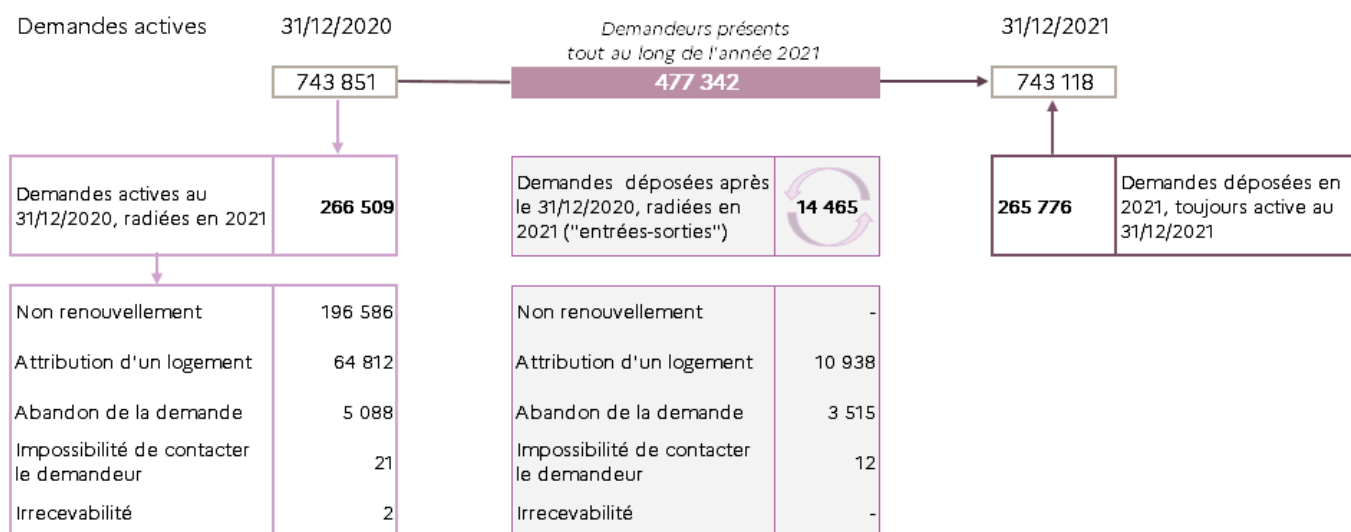 Demandes actives
31/12/2020
Demandeurs présents
tout au long de l'année 2021
31/12/2021
743 851
477 342
743 118
Demandes actives au
31/12/2020, radiées en 2021
266 509
Demandes déposées après
le 31/12/2020, radiées en
2021 ("entrées-sorties")
14 465
265 776
Demandes déposées en
2021, toujours active au
31/12/2021
Non renouvellement
196 586
Attribution d'un logement
64 812
Abandon de la demande
5 088
Impossibilité de contacter
le demandeur
21
Irrecevabilité
2
Non renouvellement
-
Attribution d'un logement
10 938
Abandon de la demande
3 515
Impossibilité de contacter
le demandeur
12
Irrecevabilité
-